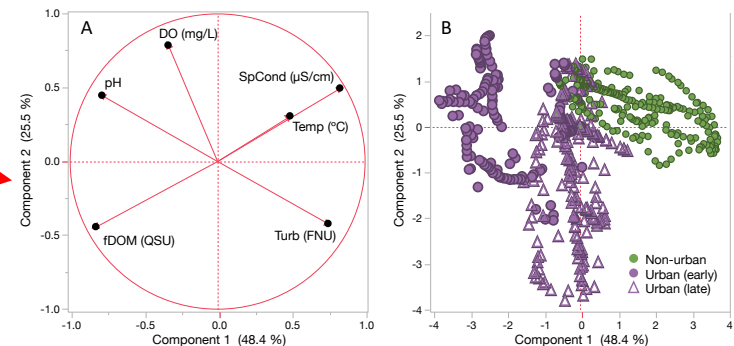 A
DO (mg/L)
pH
SpCond (µS/cm)
Temp (ºC)
fDOM (QSU)
Turb (FNU)
1.0
0.5
0.0
-0.5
-1.0
Component 2 (25.5 %)
-1.0 -0.5 0.0 0.5 1.0
Component 1 (48.4 %)
B
2
1
0
-1
-2
-3
-4
Component 2 (25.5 %)
Non-urban
Urban (early)
Urban (late)
-4 -3 -2 -1 0 1 2 3 4
Component 1 (48.4 %)